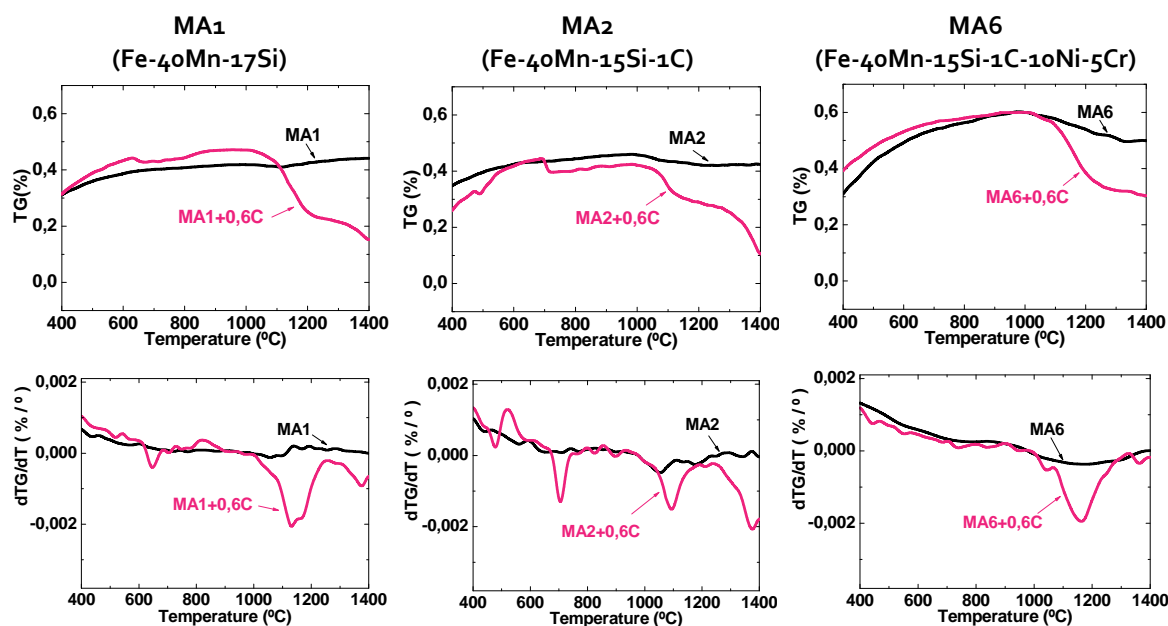 MA1
(Fe-40Mn-17Si)
MA2
(Fe-40Mn-15Si-1C)
MA6
(Fe-40Mn-15Si-1C-10Ni-5Cr)
TG(%)
0,6
0,4
0,2
0,0
MA1
MA1+0,6C
400 600 800 1000 1200 1400
Temperature (ºC)
TG (%)
0,6
0,4
0,2
0,0
MA2
MA2+0,6C
400 600 800 1000 1200 1400
Temperature (ºC)
TG (%)
0,6
0,4
0,2
0,0
MA6
MA6+0,6C
400 600 800 1000 1200 1400
Temperature (ºC)
dTG/dT ( % / º)
0,002
0,000
-0,002
MA1
MA1+0,6C
400 600 800 1000 1200 1400
Temperature (ºC)
dTG/dT ( % / º)
0,002
0,000
-0,002
MA2
MA2+0,6C
400 600 800 1000 1200 1400
Temperature (ºC)
dTG/dT ( % / º)
0,002
0,000
-0,002
MA6
MA6+0,6C
400 600 800 1000 1200 1400
Temperature (ºC)